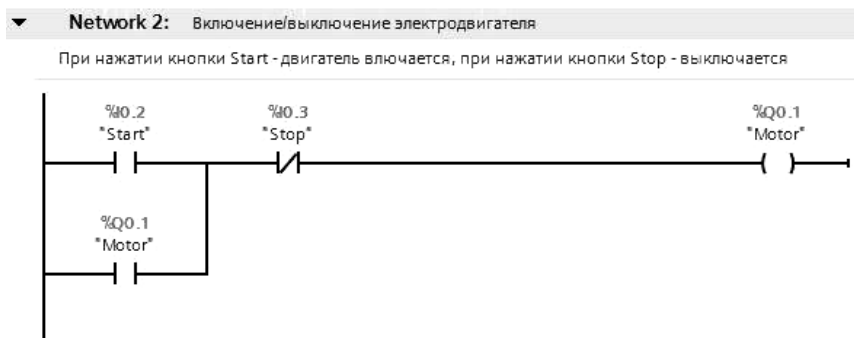 Network 2: Включение/выключение электродвигателя
При нажатии кнопки Start - двигатель влючается, при нажатии кнопки Stop - выключается
%I0.2 %I0.3 %Q0.1
"Start" "Stop" "Motor"
%Q0.1
"Motor"